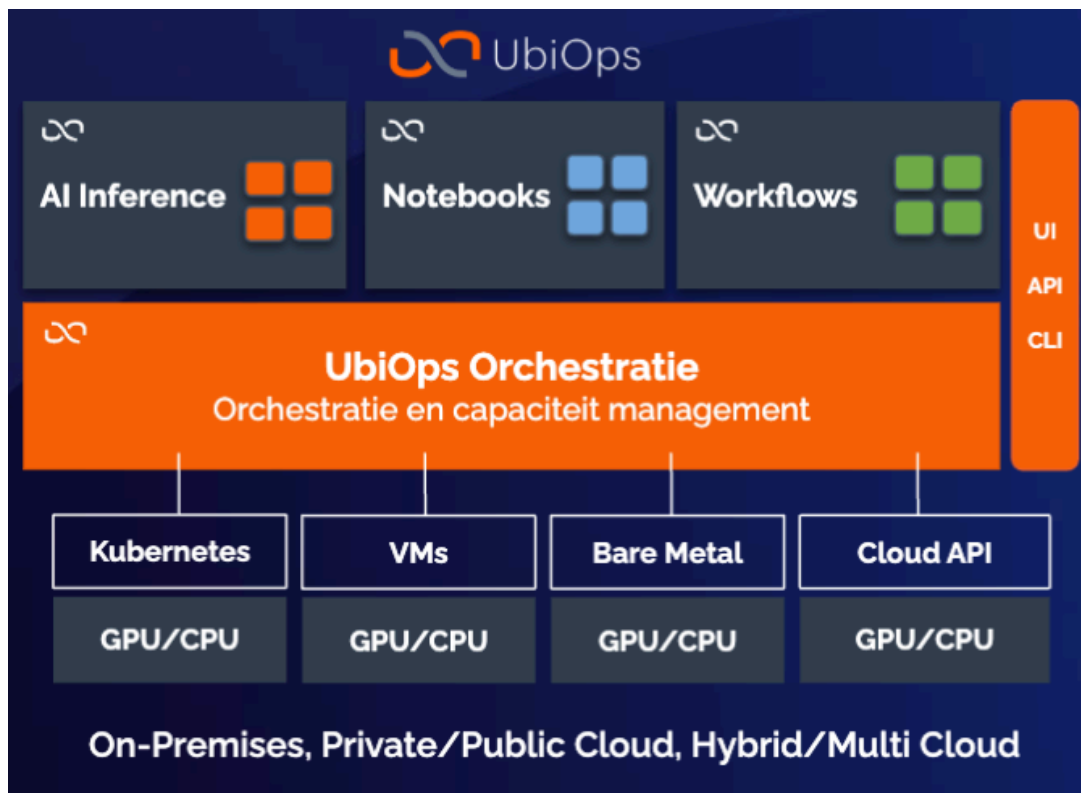 UbiOps
AI Inference
Notebooks
Workflows
UI
API
CLI
UbiOps Orchestratie
Orchestratie en capaciteit management
Kubernetes
VMs
Bare Metal
Cloud API
GPU/CPU
GPU/CPU
GPU/CPU
GPU/CPU
On-Premises, Private/Public Cloud, Hybrid/Multi Cloud